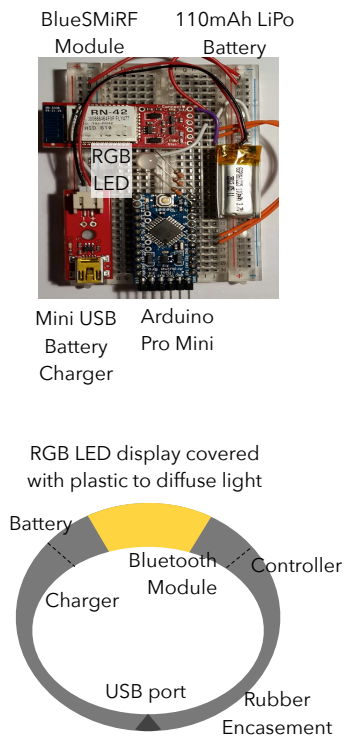 BlueSMiRF
Module
110mAh LiPo
Battery
RN-42
RGB
LED
Mini USB
Battery
Charger
Arduino
Pro Mini
RGB LED display covered
with plastic to diffuse light
Battery
Bluetooth
Module
Controller
Charger
USB port
Rubber
Encasement